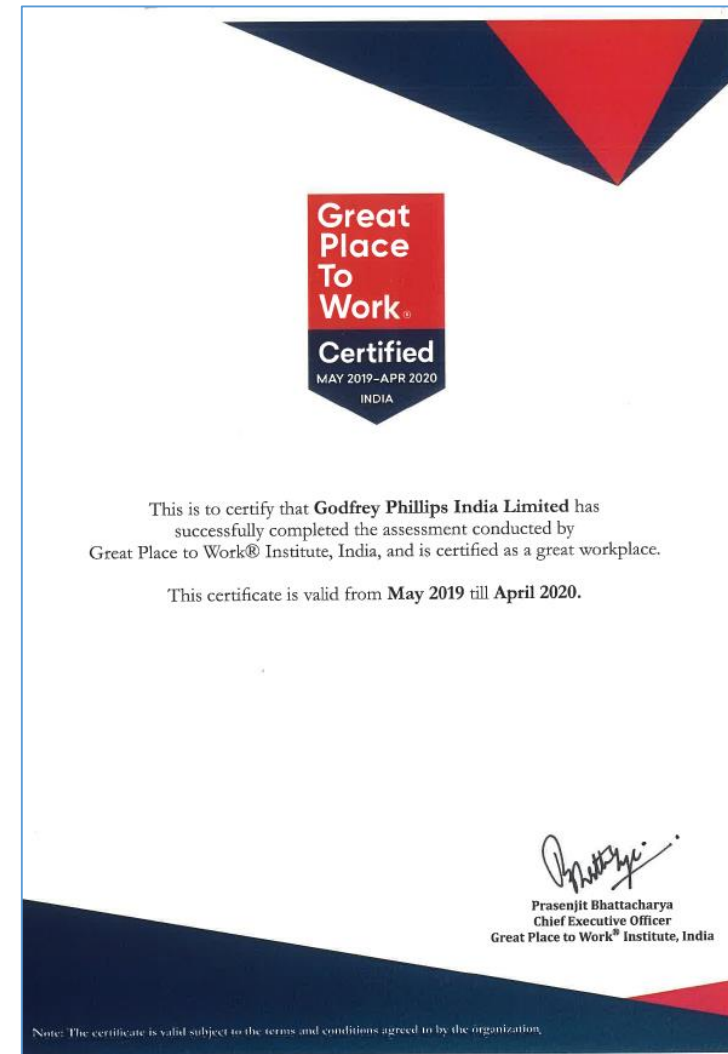 Great
Place
To
Work®
Certified
MAY 2019–APR 2020
INDIA
This is to certify that Godfrey Phillips India Limited has
successfully completed the assessment conducted by
Great Place to Work® Institute, India, and is certified as a great workplace.
This certificate is valid from May 2019 till April 2020.
Prasenjit Bhattacharya
Chief Executive Officer
Great Place to Work® Institute, India
Note: The certificate is valid subject to the terms and conditions agreed to by the organization.